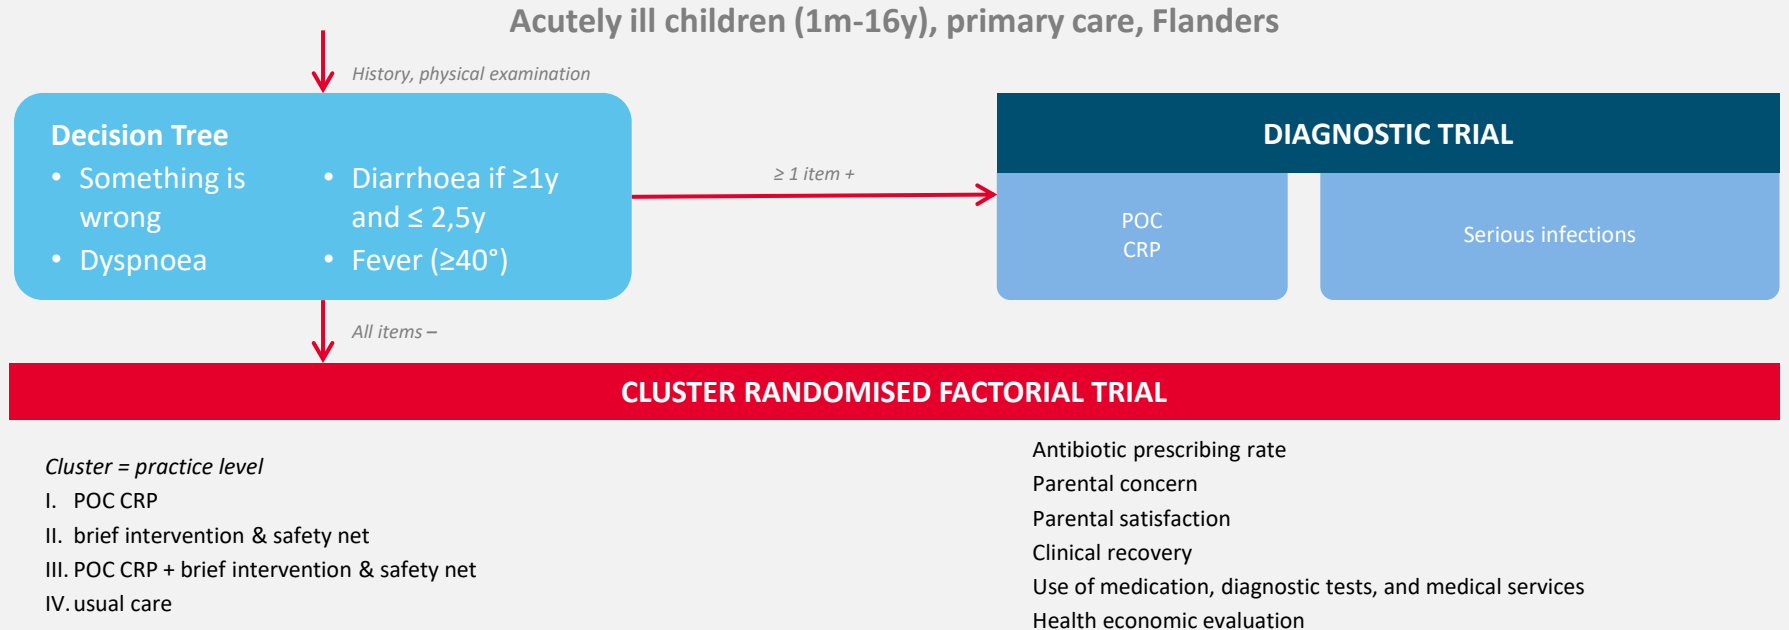 Acutely ill children (1m-16y), primary care, Flanders
History, physical examination
Decision Tree
• Something is
wrong
• Dyspnoea
• Diarrhoea if ≥1y
and ≤ 2,5y
• Fever (≥40°)
≥ 1 item +
DIAGNOSTIC TRIAL
POC
CRP
Serious infections
All items –
CLUSTER RANDOMISED FACTORIAL TRIAL
Cluster = practice level
I. POC CRP
II. brief intervention & safety net
III. POC CRP + brief intervention & safety net
IV. usual care
Antibiotic prescribing rate
Parental concern
Parental satisfaction
Clinical recovery
Use of medication, diagnostic tests, and medical services
Health economic evaluation